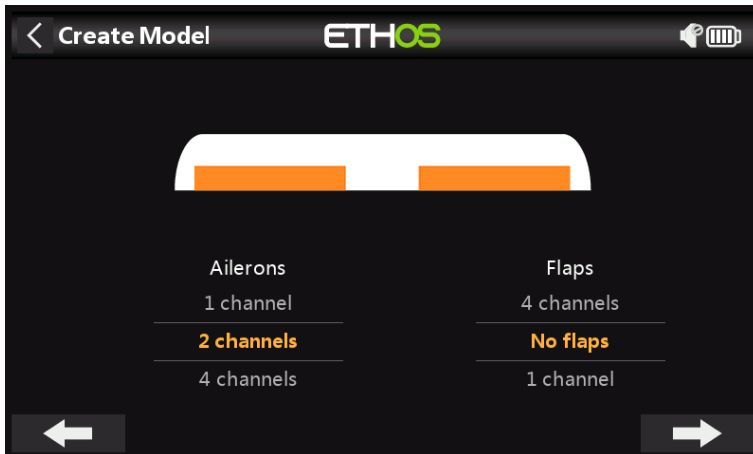 Create Model
ETHOS
Ailerons
1 channel
2 channels
4 channels
Flaps
4 channels
No flaps
1 channel